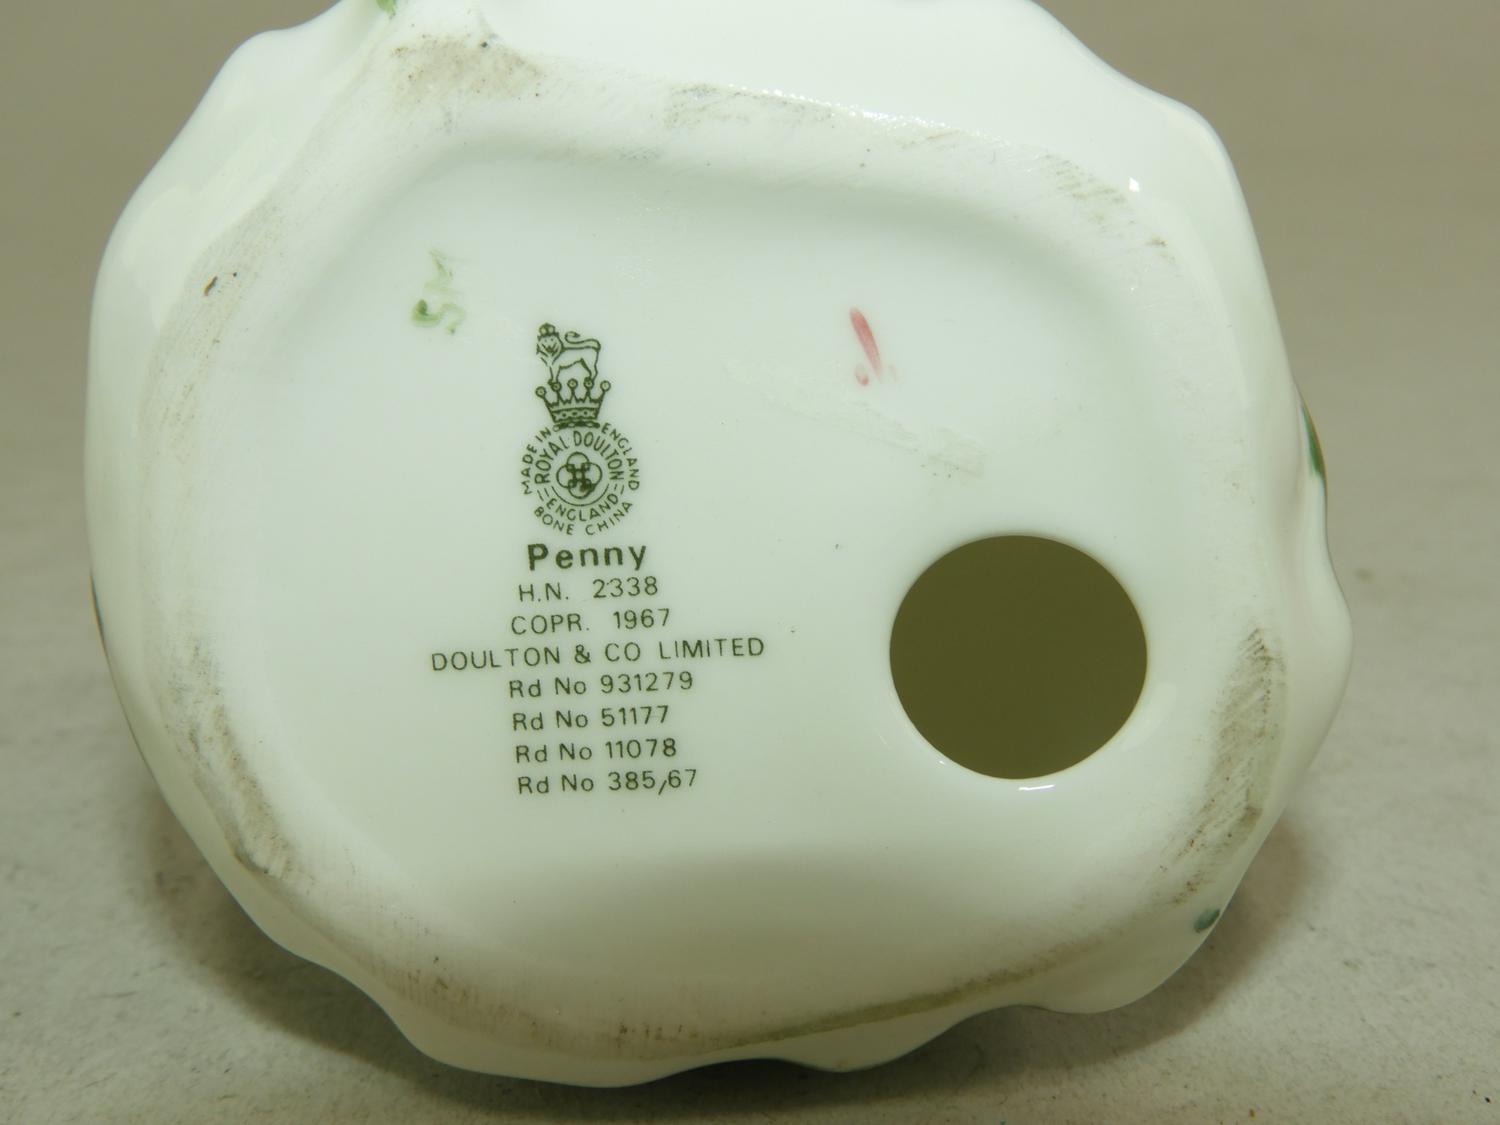 MADE IN ENGLAND
ROYAL DOULTON
ENGLAND
BONE CHINA
Penny
H.N. 2338
COPR. 1967
DOULTON & CO LIMITED
Rd No 931279
Rd No 51177
Rd No 11078
Rd No 385/67